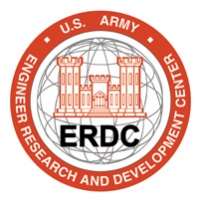 U.S. ARMY
ERDC
ENGINEER RESEARCH AND DEVELOPMENT CENTER